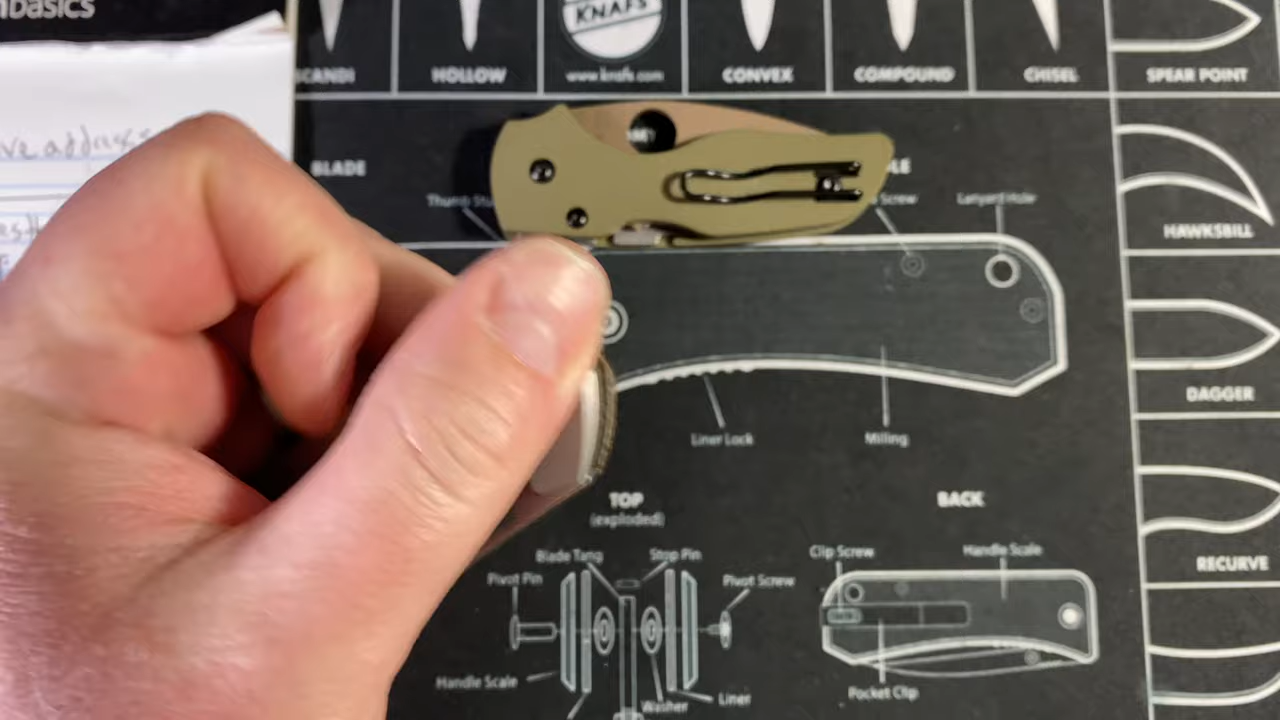 Basics
SCANDI
HOLLOW
KNAFS
www.knafs.com
CONVEX
COMPOUND
CHISEL
SPEAR POINT
BLADE
Screw
Lanyard Hole
HAWKSBILL
Liner Lock
Milling
DAGGER
TOP
(exploded)
BACK
Blade Tang
Stop Pin
Clip Screw
Handle Scale
RECURVE
Pivot Pin
Pivot Screw
Handle Scale
Washer
Liner
Pocket Clip